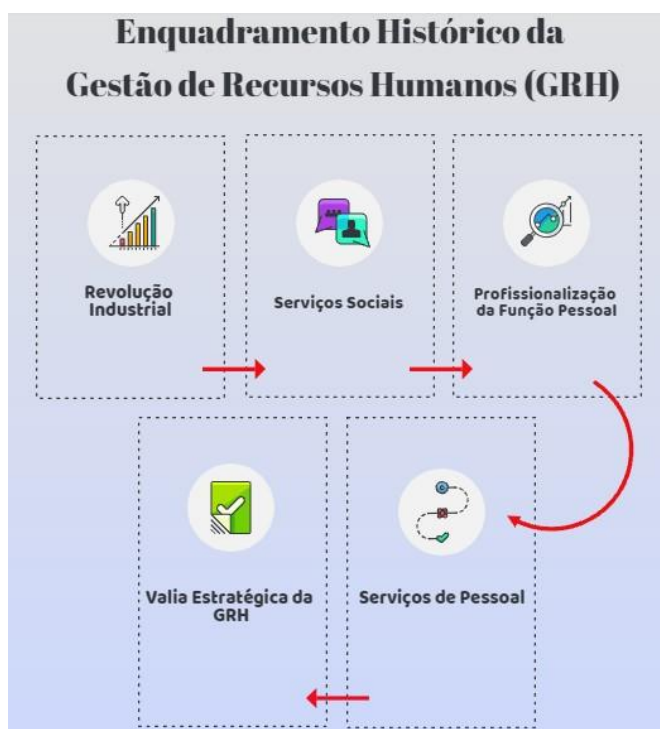 Enquadramento Histórico da
Gestão de Recursos Humanos (GRH)
Revolução
Industrial
Serviços Sociais
Profissionalização
da Função Pessoal
Valia Estratégica da
GRH
Serviços de Pessoal